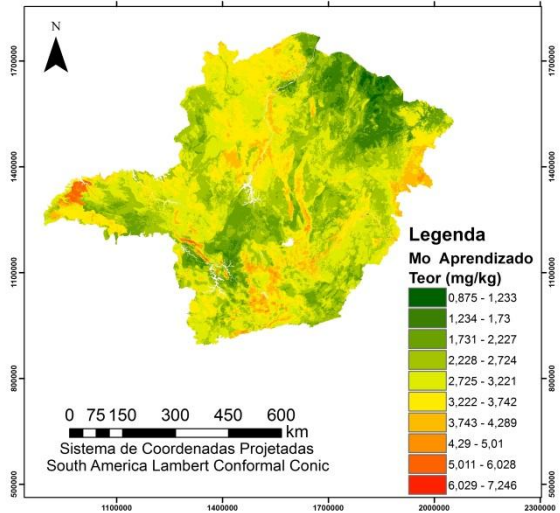 N
1700000
1400000
1100000
800000
500000
1700000
1400000
1100000
800000
500000
Legenda
Mo Aprendizado
Teor (mg/kg)
0,875 - 1,233
1,234 - 1,73
1,731 - 2,227
2,228 - 2,724
2,725 - 3,221
3,222 - 3,742
3,743 - 4,289
4,29 - 5,01
5,011 - 6,028
6,029 - 7,246
0 75 150 300 450 600
km
Sistema de Coordenadas Projetadas
South America Lambert Conformal Conic
1100000 1400000 1700000 2000000 2300000